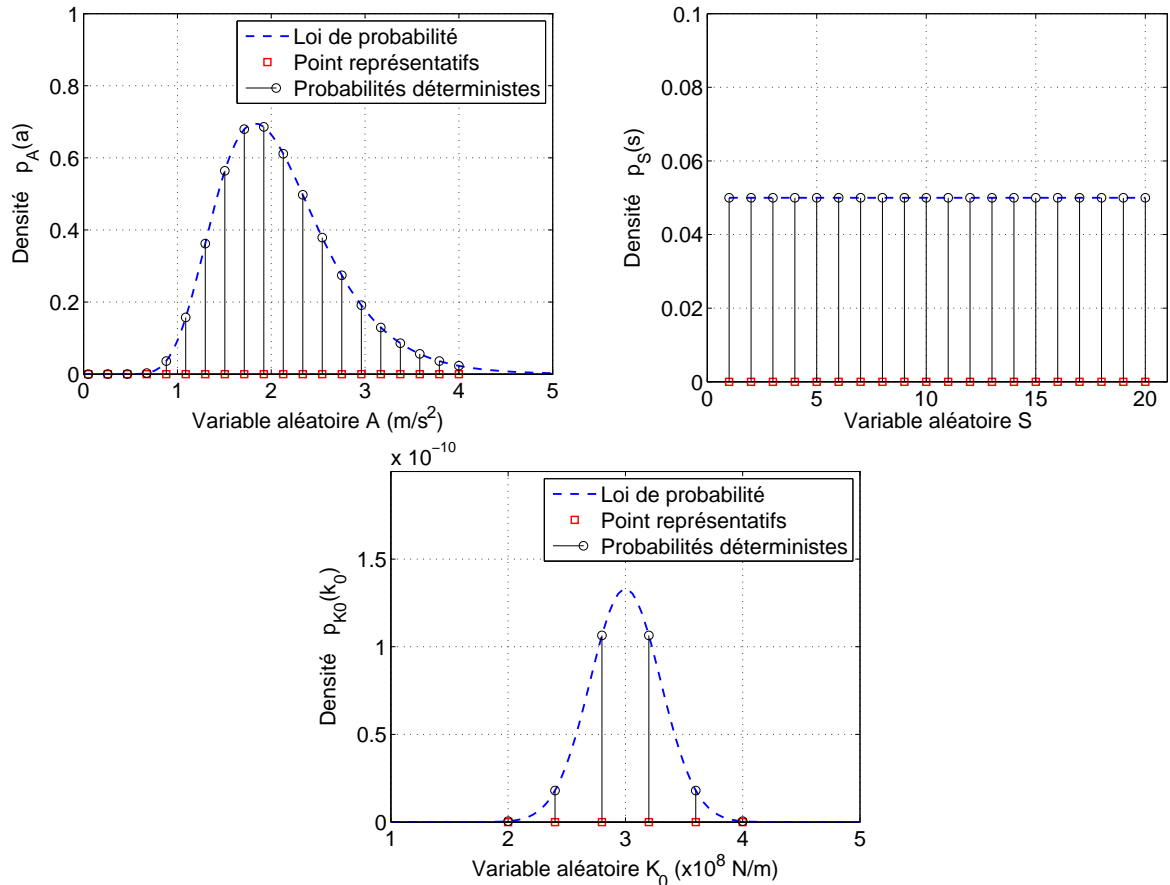 1
0.8
0.6
0.4
0.2
0
0 1 2 3 4 5
Densité p_A(a)
Variable aléatoire A (m/s^2)
Loi de probabilité
Point représentatifs
Probabilités déterministes
0.1
0.08
0.06
0.04
0.02
0
0 5 10 15 20
Densité p_S(s)
Variable aléatoire S
x 10^−10
1.5
1
0.5
0
1 2 3 4 5
Densité p_K0(k_0)
Variable aléatoire K_0 (x10^8 N/m)
Loi de probabilité
Point représentatifs
Probabilités déterministes